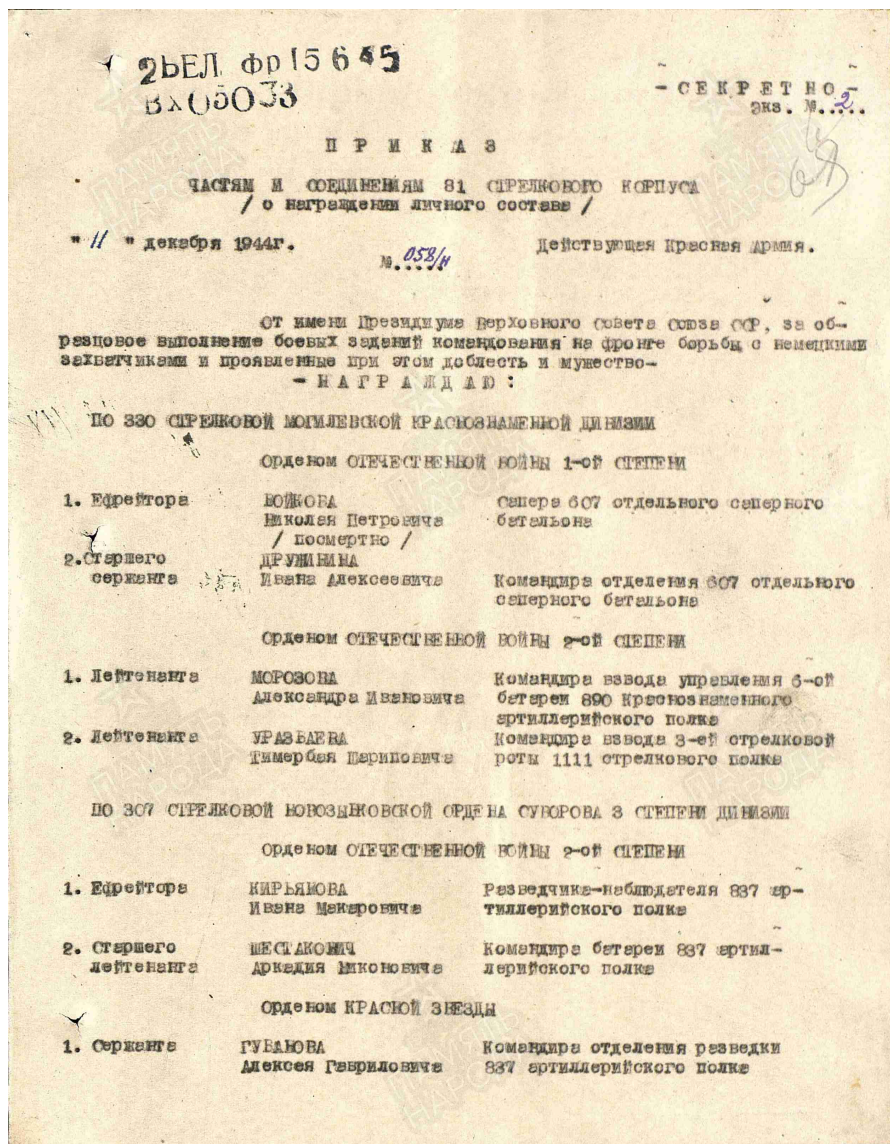 2БЕЛ ФР 15645
ВХ 05033
- С Е К Р Е Т Н О -
экз. №.2...
П Р И К А З
ЧАСТЯМ И СОЕДИНЕНИЯМ 81 СТРЕЛКОВОГО КОРПУСА
/ о награждении личного состава /
" 11 " декабря 1944г.
Действующая Красная Армия.
№.058/н
От имени Президиума Верховного Совета Союза ССР, за об-
разцовое выполнение боевых заданий командования на фронте борьбы с немецкими
захватчиками и проявленные при этом доблесть и мужество-
- Н А Г Р А Ж Д А Ю :
ПО 330 СТРЕЛКОВОЙ МОГИЛЕВСКОЙ КРАСНОЗНАМЕННОЙ ДИВИЗИИ
Орденом ОТЕЧЕСТВЕННОЙ ВОЙНЫ 1-ой СТЕПЕНИ
1. Ефрейтора ВОЙКОВА Сапера 607 отдельного саперного
Николая Петровича батальона
/ посмертно /
2.Старшего ДРУЖИНИНА
сержанта Ивана Алексеевича Командира отделения 607 отдельного
саперного батальона
Орденом ОТЕЧЕСТВЕННОЙ ВОЙНЫ 2-ой СТЕПЕНИ
1. Лейтенанта МОРОЗОВА Командира взвода управления 6-ой
Александра Ивановича батареи 890 Краснознаменного
артиллерийского полка
2. Лейтенанта УРАЗБАЕВА Командира взвода 3-ей стрелковой
Тимербая Шариповича роты 1111 стрелкового полка
ПО 307 СТРЕЛКОВОЙ НОВОЗЫБКОВСКОЙ ОРДЕНА СУВОРОВА 3 СТЕПЕНИ ДИВИЗИИ
Орденом ОТЕЧЕСТВЕННОЙ ВОЙНЫ 2-ой СТЕПЕНИ
1. Ефрейтора КИРЬЯНОВА Разведчика-наблюдателя 837 ар-
Ивана Макаровича тиллерийского полка
2. Старшего ШЕСТАКОВИЧ Командира батареи 837 артил-
лейтенанта Аркадия Никоновича лерийского полка
Орденом КРАСНОЙ ЗВЕЗДЫ
1. Сержанта ГУБАНОВА Командира отделения разведки
Алексея Гавриловича 837 артиллерийского полка